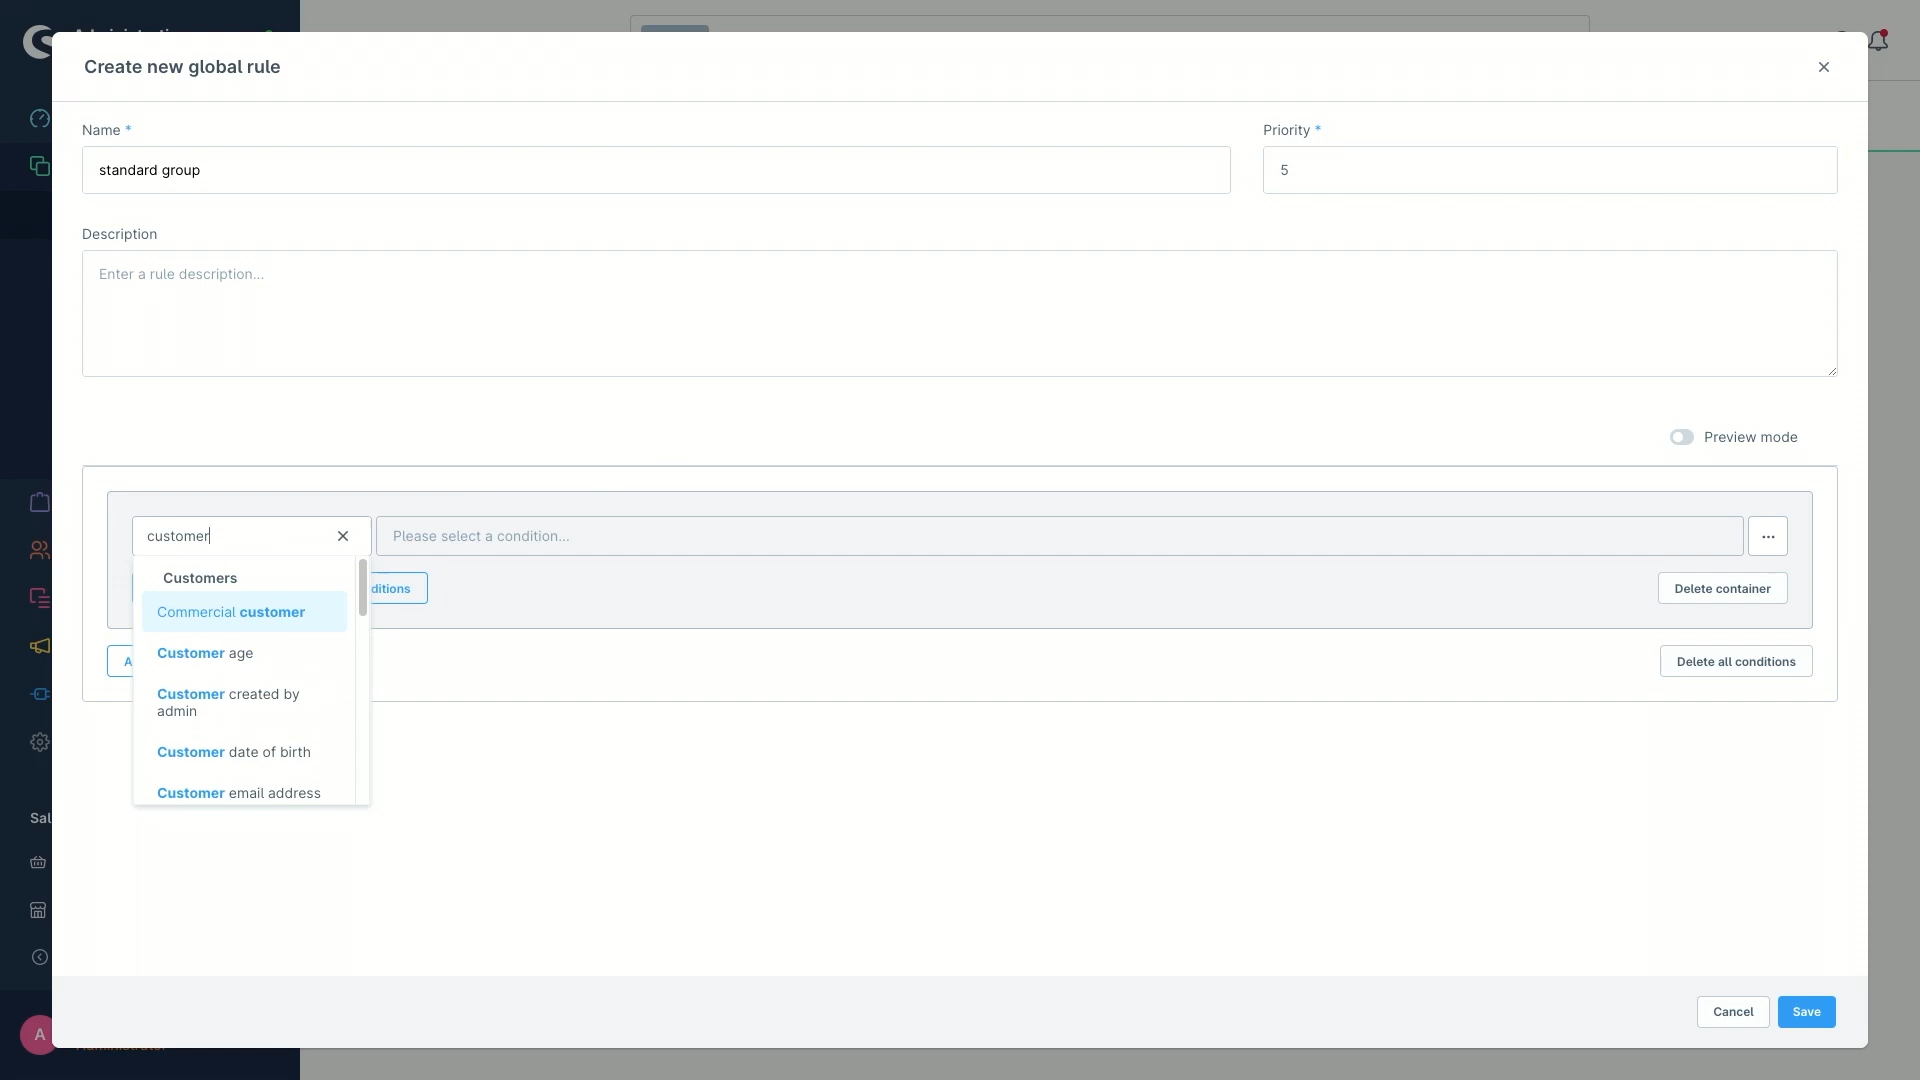 Create new global rule
Name *
Priority *
standard group
5
Description
Enter a rule description...
Preview mode
customer
Please select a condition...
...
Customers
ditions
Delete container
Commercial customer
Customer age
A
Delete all conditions
Customer created by
admin
Customer date of birth
Customer email address
Sal
Cancel
Save
A